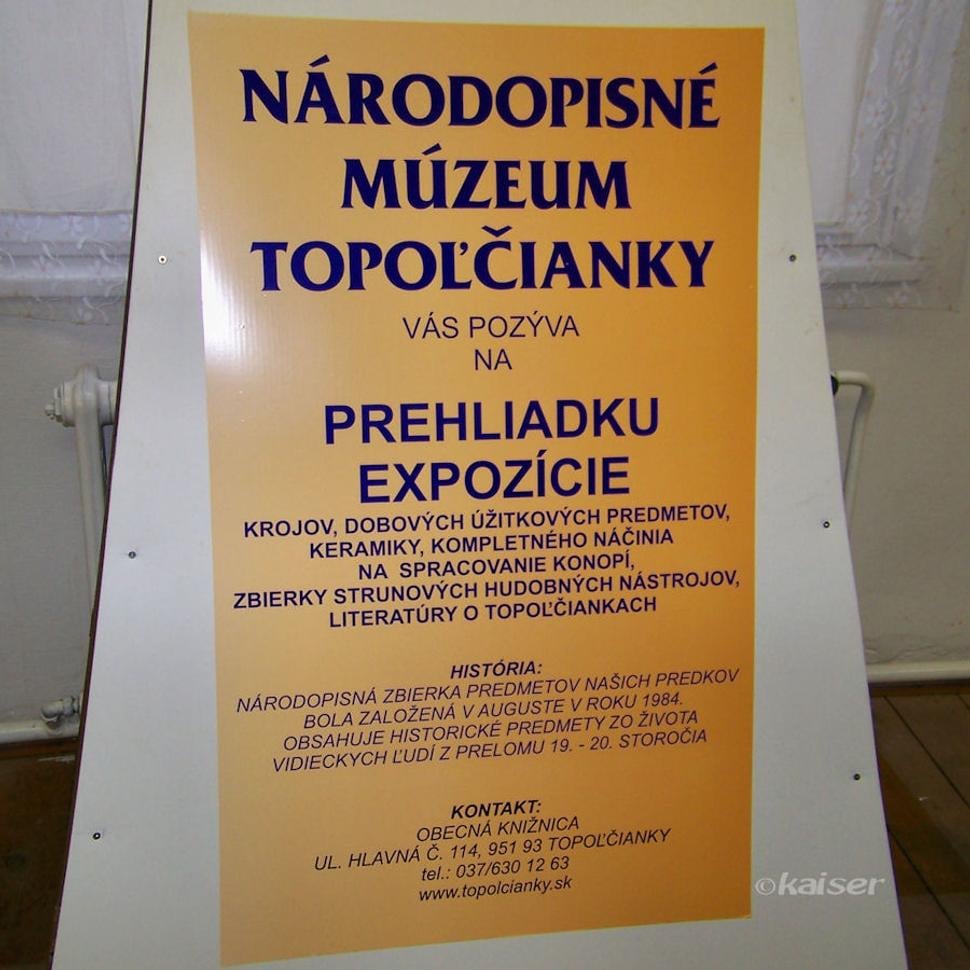 NÁRODOPISNÉ
MÚZEUM
TOPOĽČIANKY
VÁS POZÝVA
NA
PREHLIADKU
EXPOZÍCIE
KROJOV, DOBOVÝCH ÚŽITKOVÝCH PREDMETOV,
KERAMIKY, KOMPLETNÉHO NÁČINIA
NA SPRACOVANIE KONOPÍ,
ZBIERKY STRUNOVÝCH HUDOBNÝCH NÁSTROJOV,
LITERATÚRY O TOPOĽČIANKACH
HISTÓRIA:
NÁRODOPISNÁ ZBIERKA PREDMETOV NAŠICH PREDKOV
BOLA ZALOŽENÁ V AUGUSTE V ROKU 1984.
OBSAHUJE HISTORICKÉ PREDMETY ZO ŽIVOTA
VIDIECKYCH ĽUDÍ Z PRELOMU 19. - 20. STOROČIA
KONTAKT:
OBECNÁ KNIŽNICA
UL. HLAVNÁ Č. 114, 951 93 TOPOĽČIANKY
tel.: 037/630 12 63
www.topolcianky.sk
©kaiser